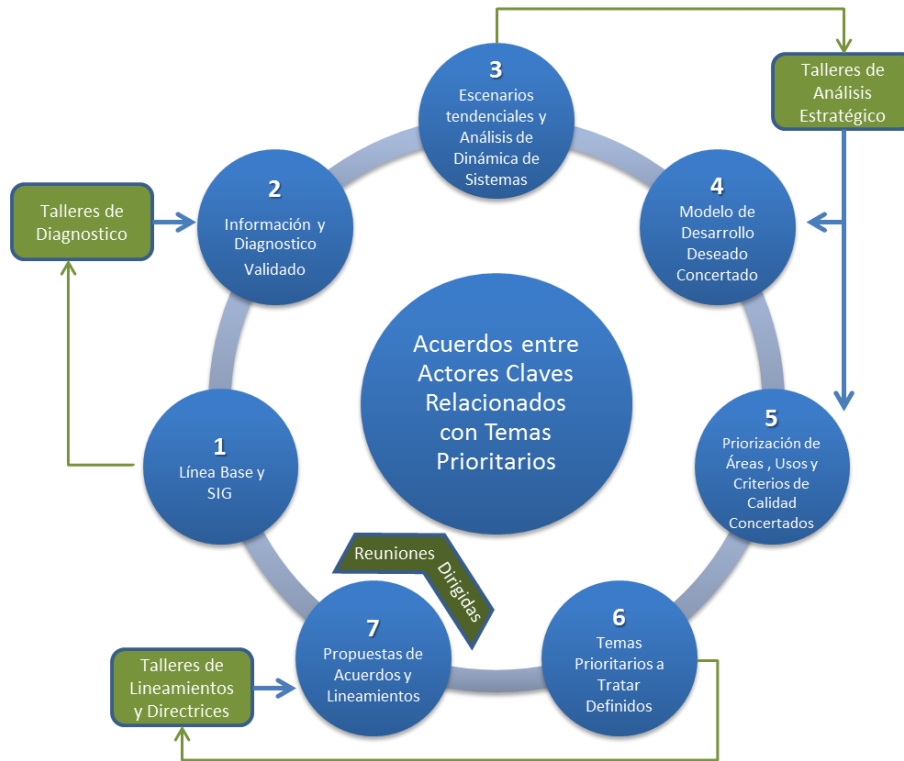 3
Escenarios
tendenciales y
Análisis de
Dinámica de
Sistemas
Talleres de
Análisis
Estratégico
2
Información y
Diagnostico
Validado
4
Modelo de
Desarrollo
Deseado
Concertado
Talleres de
Diagnostico
Acuerdos entre
Actores Claves
Relacionados
con Temas
Prioritarios
1
Línea Base y
SIG
5
Priorización de
Áreas , Usos y
Criterios de
Calidad
Concertados
Reuniones
Dirigidas
7
Propuestas de
Acuerdos y
Lineamientos
6
Temas
Prioritarios a
Tratar
Definidos
Talleres de
Lineamientos
y Directrices